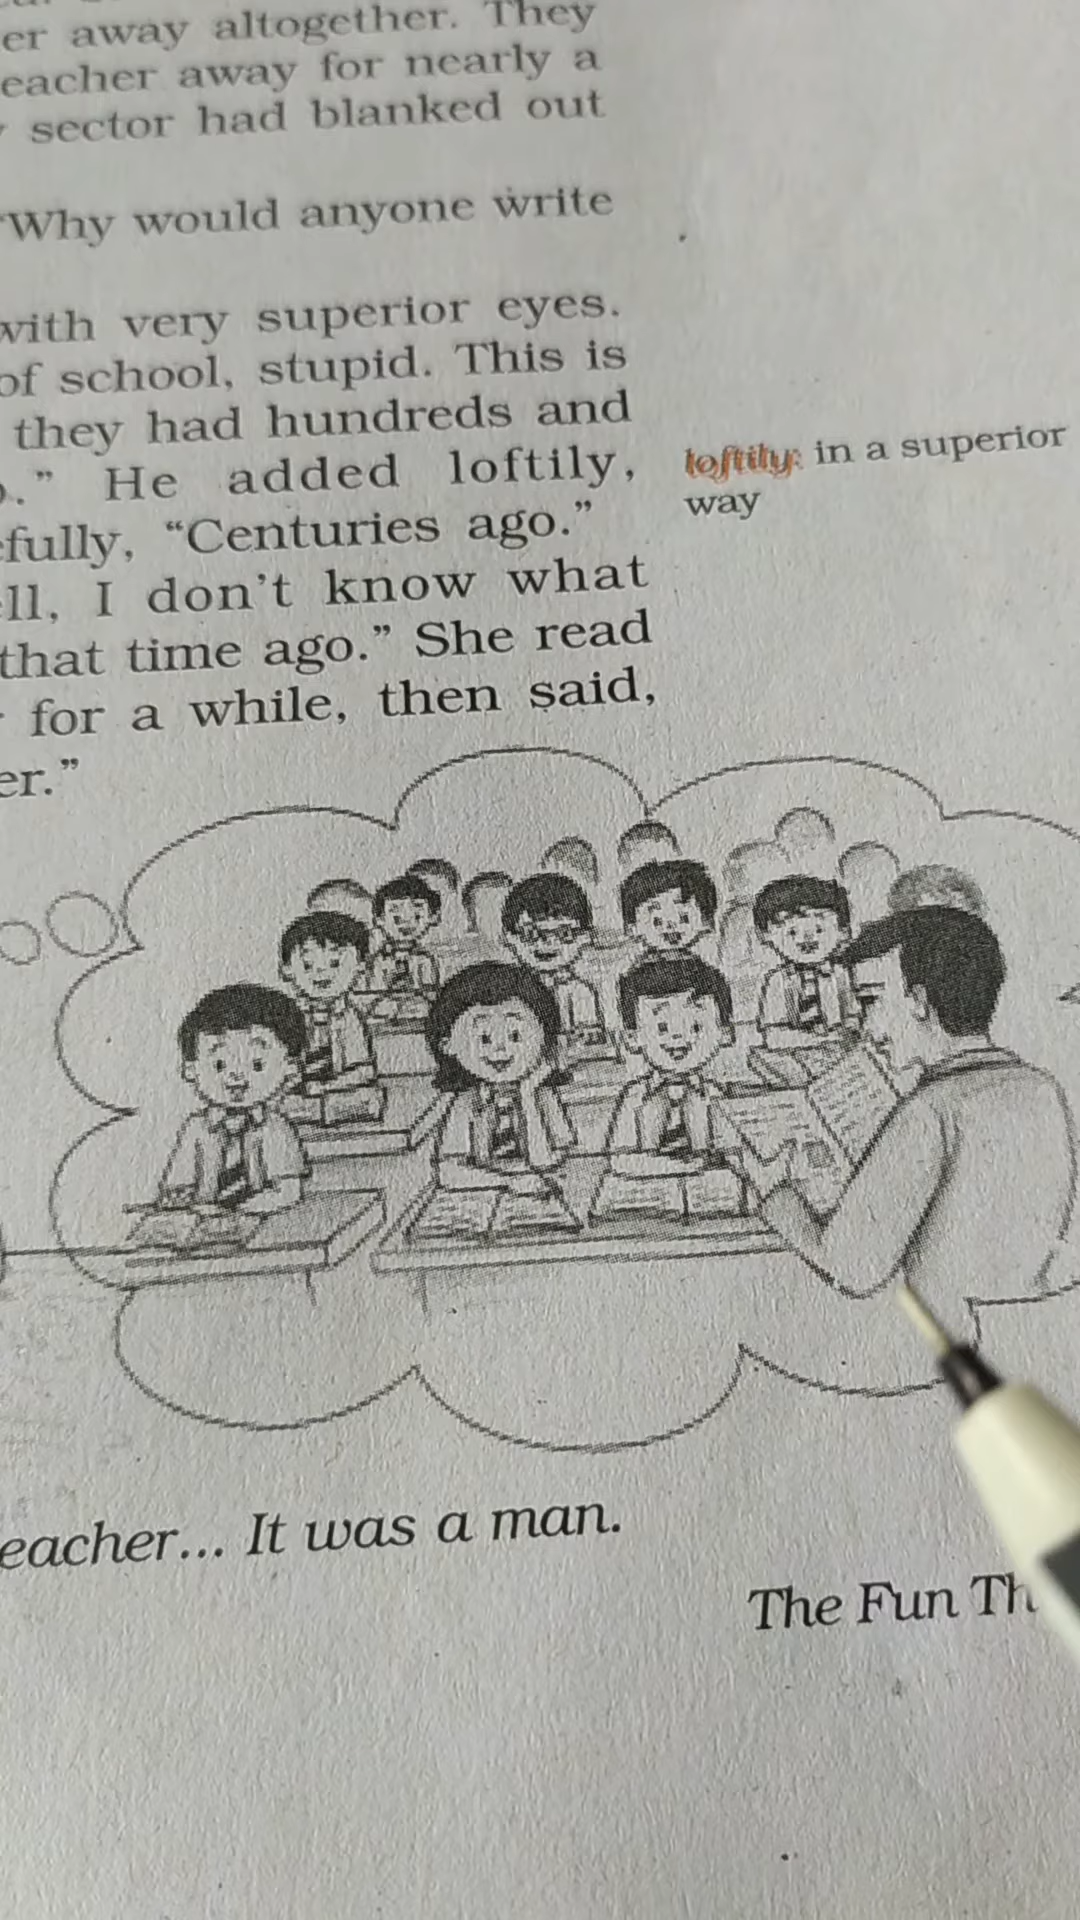 er away altogether. They
eacher away for nearly a
sector had blanked out
“Why would anyone write
with very superior eyes.
of school, stupid. This is
they had hundreds and
o.” He added loftily,
loftily: in a superior
way
efully, “Centuries ago.”
ell, I don’t know what
that time ago.” She read
for a while, then said,
er.”
eacher... It was a man.
The Fun Th